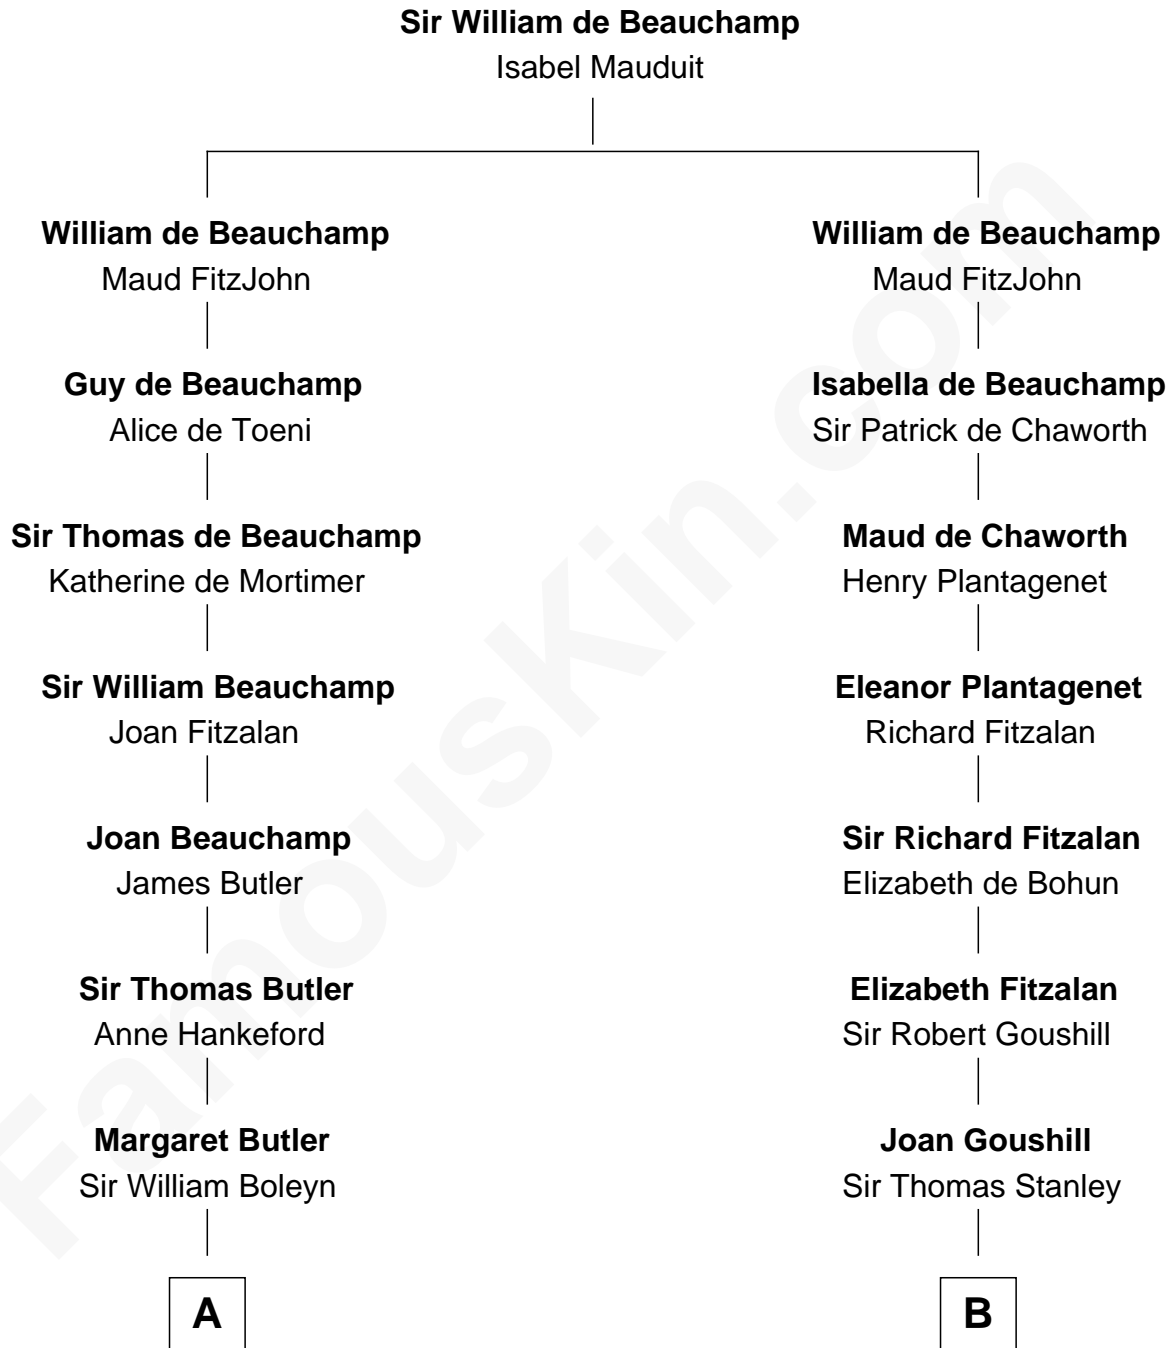 Sir William de Beauchamp
Isabel Mauduit
William de Beauchamp
Maud FitzJohn
William de Beauchamp
Maud FitzJohn
Guy de Beauchamp
Alice de Toeni
Isabella de Beauchamp
Sir Patrick de Chaworth
Sir Thomas de Beauchamp
Katherine de Mortimer
Maud de Chaworth
Henry Plantagenet
Sir William Beauchamp
Joan Fitzalan
Eleanor Plantagenet
Richard Fitzalan
Joan Beauchamp
James Butler
Sir Richard Fitzalan
Elizabeth de Bohun
Sir Thomas Butler
Anne Hankeford
Elizabeth Fitzalan
Sir Robert Goushill
Margaret Butler
Sir William Boleyn
Joan Goushill
Sir Thomas Stanley
A
B
FamousKin.com